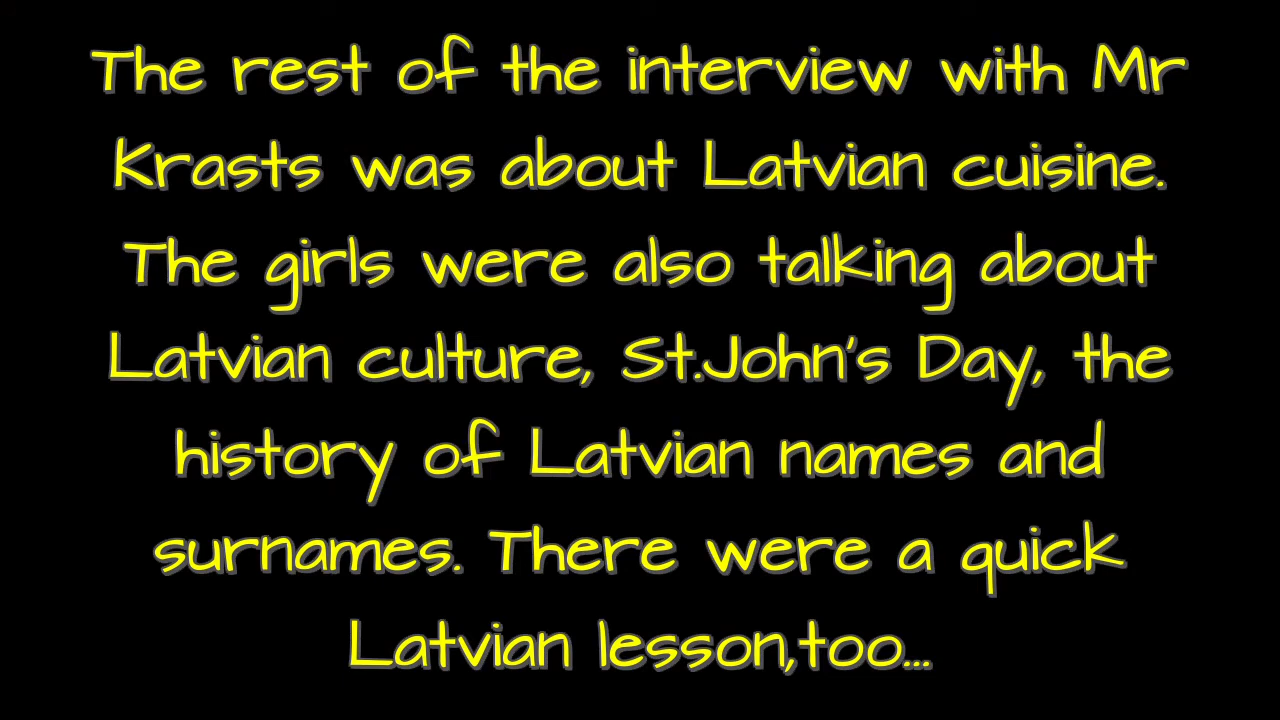 The rest of the interview with Mr
Krasts was about Latvian cuisine.
The girls were also talking about
Latvian culture, St.John's Day, the
history of Latvian names and
surnames. There were a quick
Latvian lesson,too...